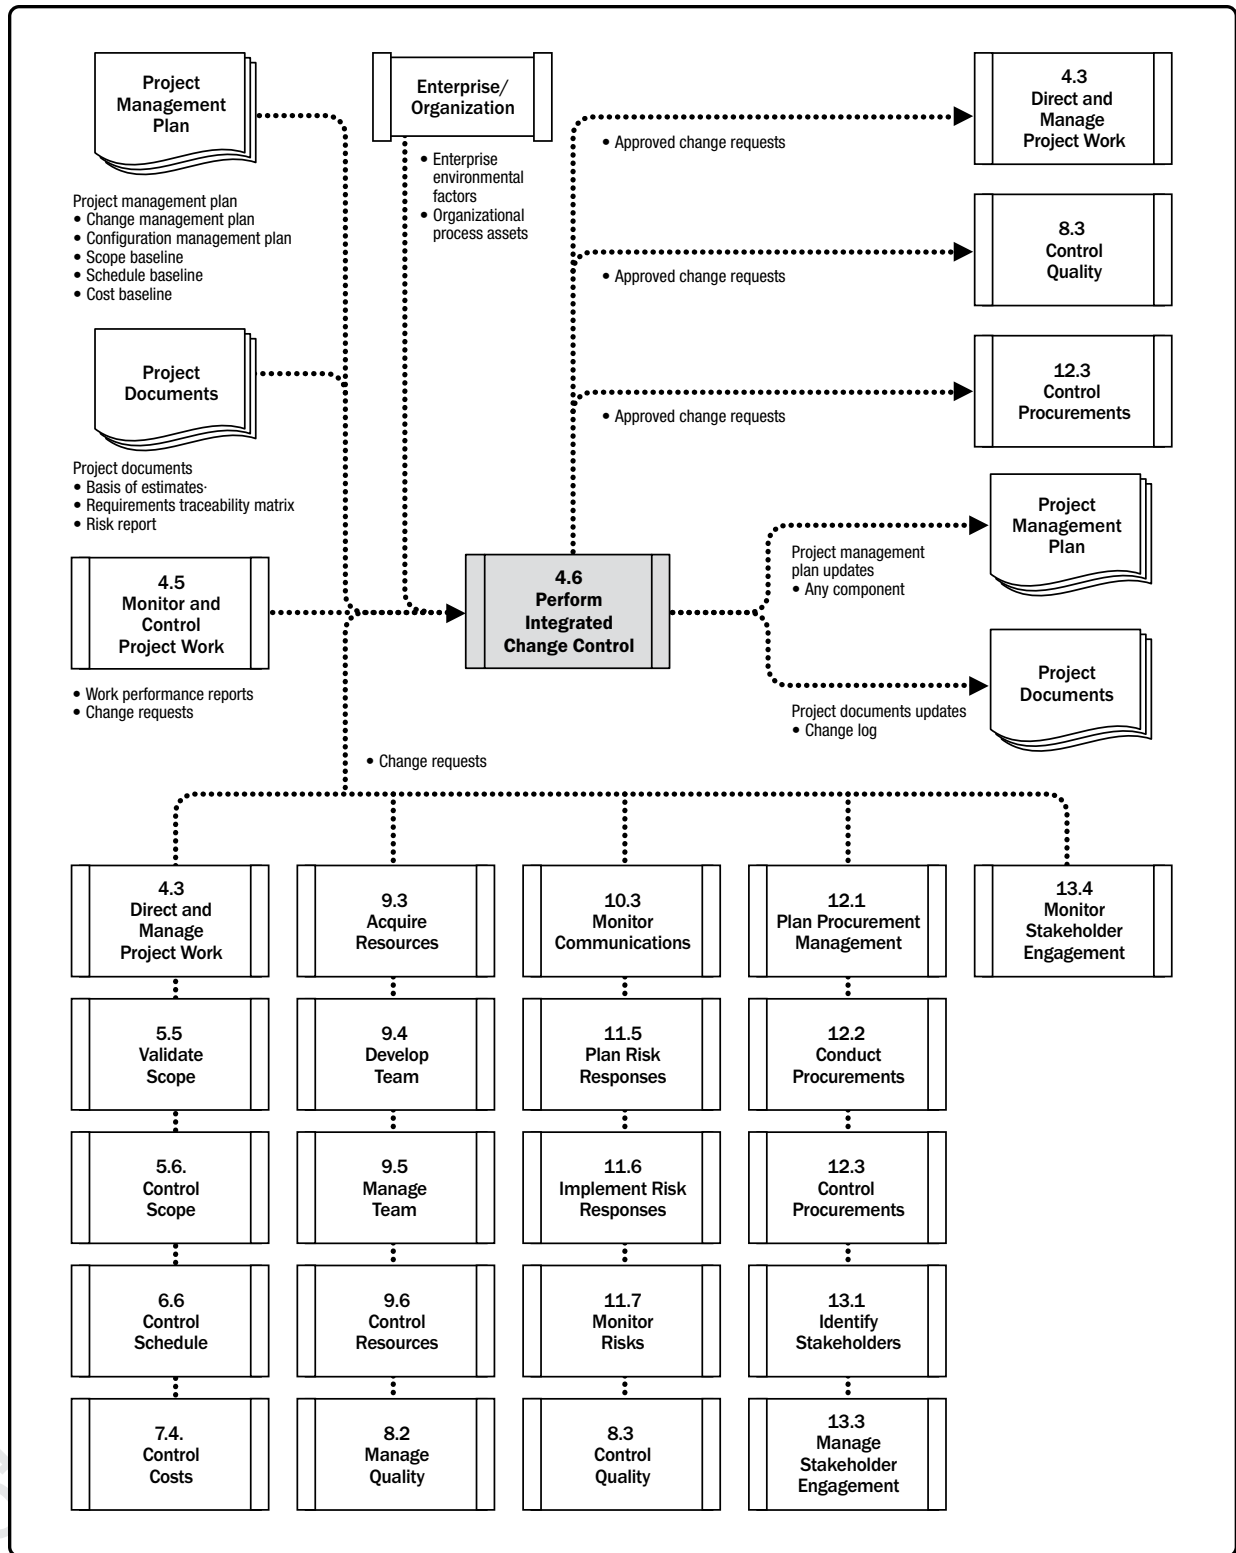 Project
Management
Plan
Project management plan
• Change management plan
• Configuration management plan
• Scope baseline
• Schedule baseline
• Cost baseline
Enterprise/
Organization
• Enterprise
environmental
factors
• Organizational
process assets
Project
Documents
Project documents
• Basis of estimates·
• Requirements traceability matrix
• Risk report
4.5
Monitor and
Control
Project Work
• Work performance reports
• Change requests
• Approved change requests
4.3
Direct and
Manage
Project Work
• Approved change requests
8.3
Control
Quality
• Approved change requests
12.3
Control
Procurements
4.6
Perform
Integrated
Change Control
Project management
plan updates
• Any component
Project
Management
Plan
Project documents updates
• Change log
Project
Documents
• Change requests
4.3
Direct and
Manage
Project Work
9.3
Acquire
Resources
10.3
Monitor
Communications
12.1
Plan Procurement
Management
13.4
Monitor
Stakeholder
Engagement
5.5
Validate
Scope
9.4
Develop
Team
11.5
Plan Risk
Responses
12.2
Conduct
Procurements
5.6.
Control
Scope
9.5
Manage
Team
11.6
Implement Risk
Responses
12.3
Control
Procurements
6.6
Control
Schedule
9.6
Control
Resources
11.7
Monitor
Risks
13.1
Identify
Stakeholders
7.4.
Control
Costs
8.2
Manage
Quality
8.3
Control
Quality
13.3
Manage
Stakeholder
Engagement